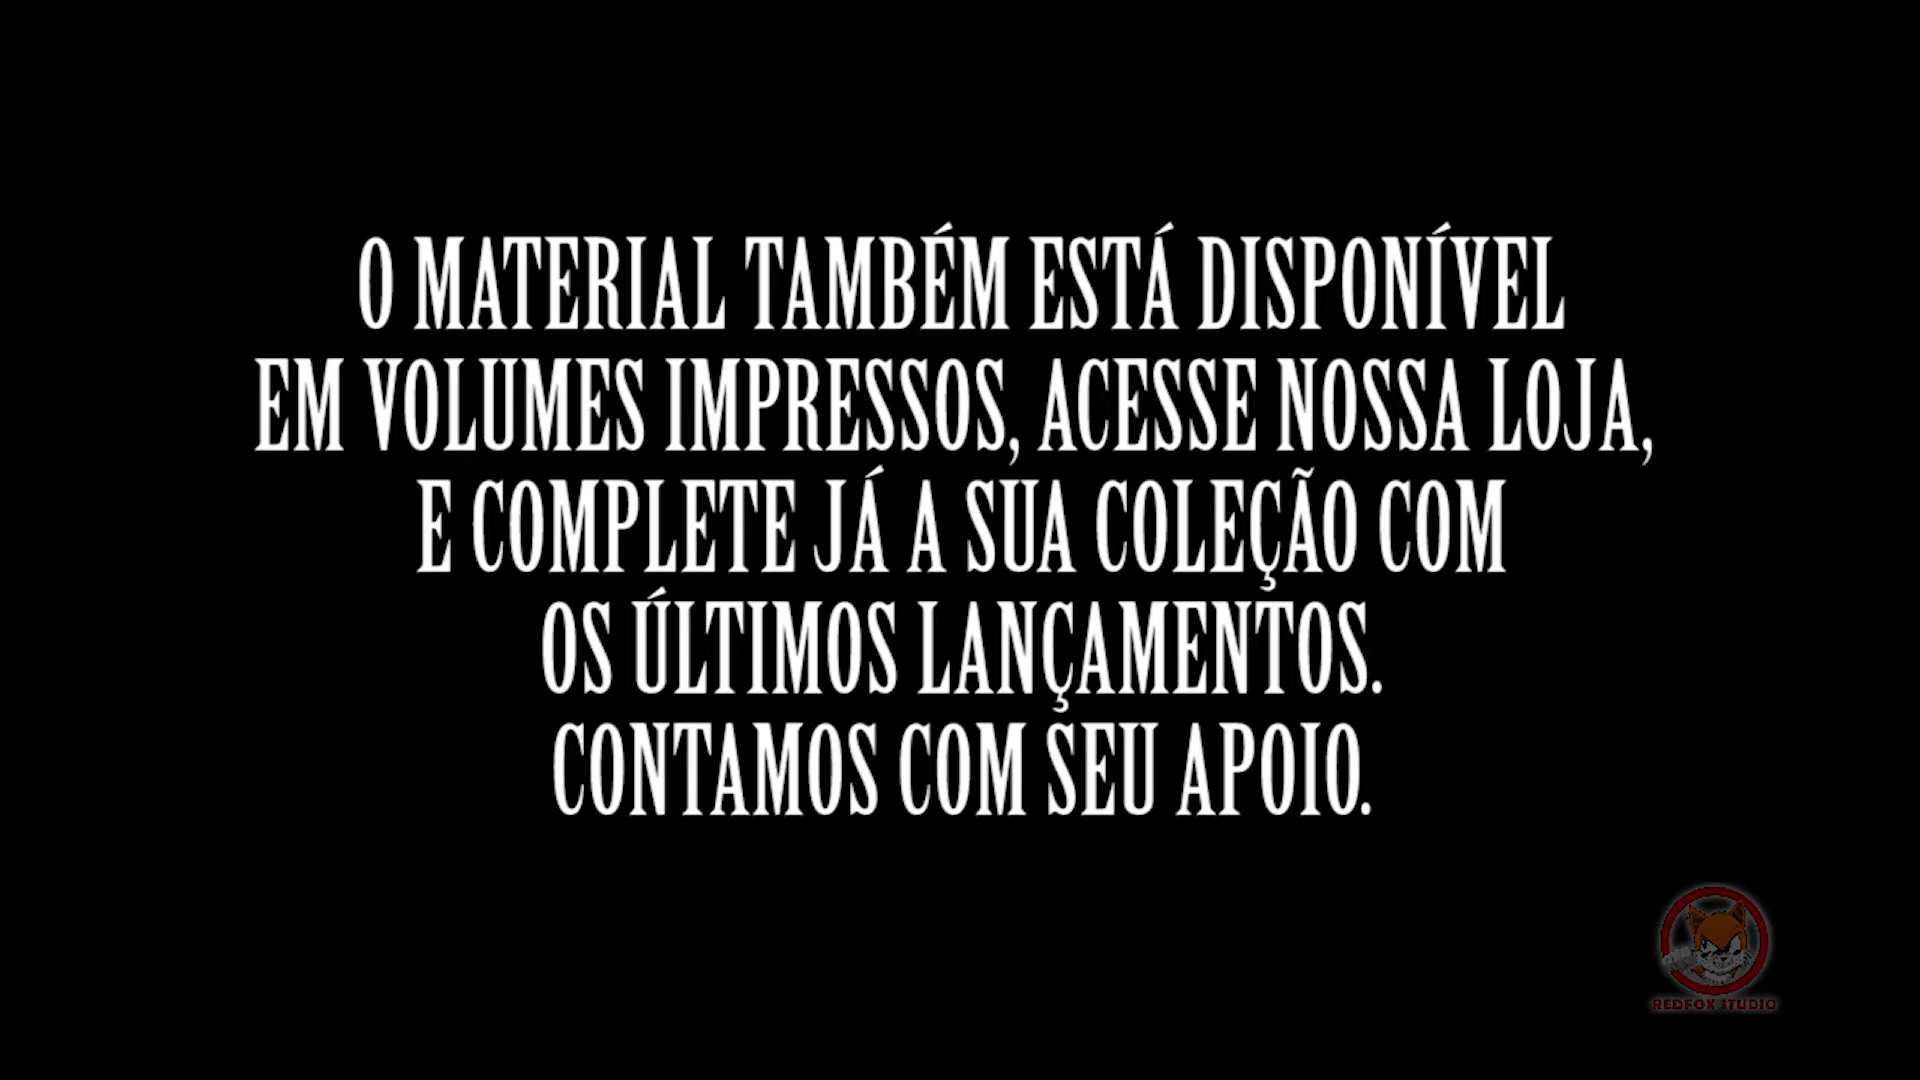 O MATERIAL TAMBÉM ESTÁ DISPONÍVEL
EM VOLUMES IMPRESSOS, ACESSE NOSSA LOJA,
E COMPLETE JÁ A SUA COLEÇÃO COM
OS ÚLTIMOS LANÇAMENTOS.
CONTAMOS COM SEU APOIO.
REDFOX STUDIO